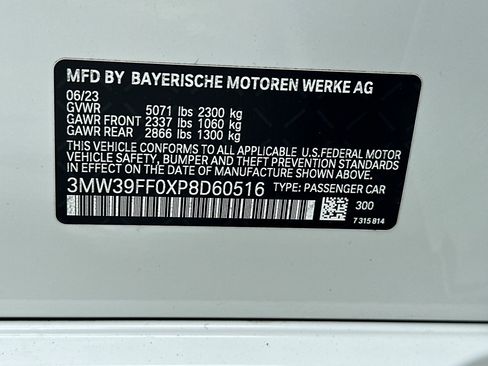 MFD BY BAYERISCHE MOTOREN WERKE AG
06/23
GVWR 5071 lbs 2300 kg
GAWR FRONT 2337 lbs 1060 kg
GAWR REAR 2866 lbs 1300 kg
THIS VEHICLE CONFORMS TO ALL APPLICABLE U.S.FEDERAL MOTOR
VEHICLE SAFETY, BUMPER AND THEFT PREVENTION STANDARDS
IN EFFECT ON THE DATE OF MANUFACTURE SHOWN ABOVE.
3MW39FF0XP8D60516 TYPE: PASSENGER CAR
300
7 315 814